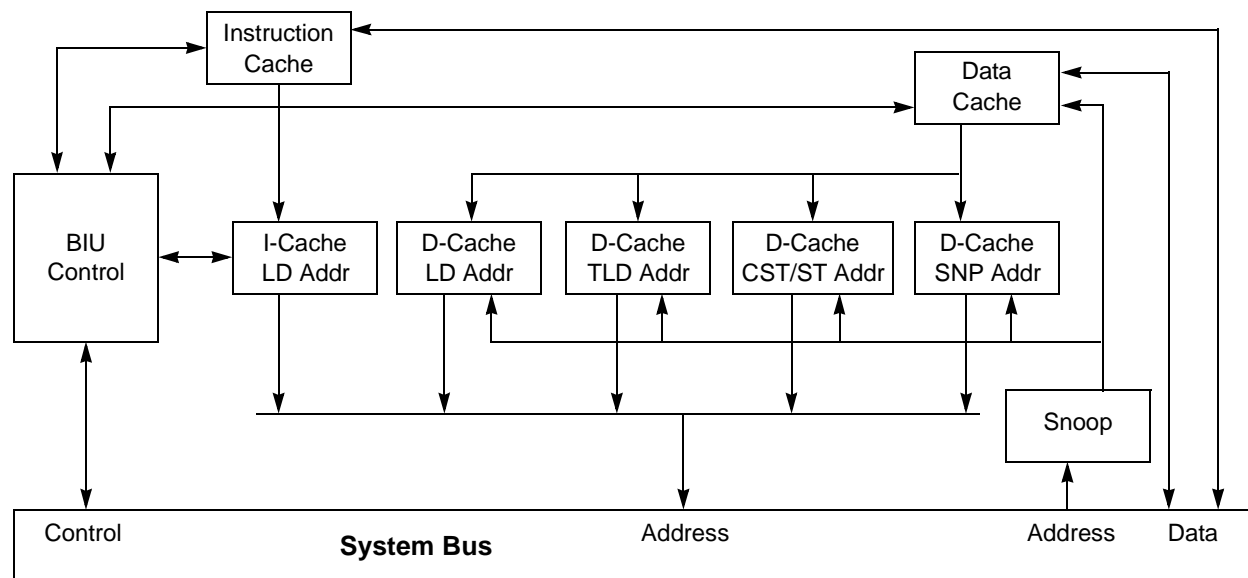 Instruction
Cache
Data
Cache
BIU
Control
I-Cache
LD Addr
D-Cache
LD Addr
D-Cache
TLD Addr
D-Cache
CST/ST Addr
D-Cache
SNP Addr
Snoop
Control
Address
Address
Data
System Bus